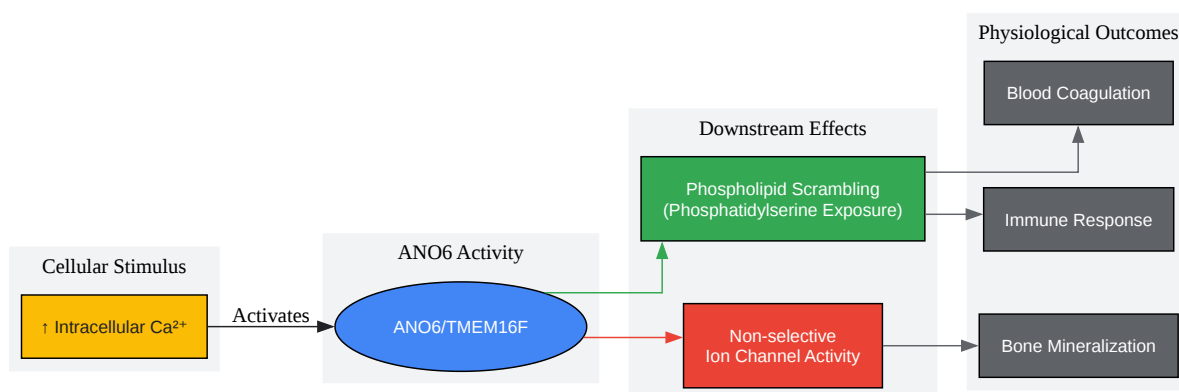 Physiological Outcomes
Blood Coagulation
Downstream Effects
Phospholipid Scrambling
(Phosphatidylserine Exposure)
Immune Response
ANO6 Activity
Cellular Stimulus
↑ Intracellular Ca²⁺
Activates
ANO6/TMEM16F
Non-selective
Ion Channel Activity
Bone Mineralization